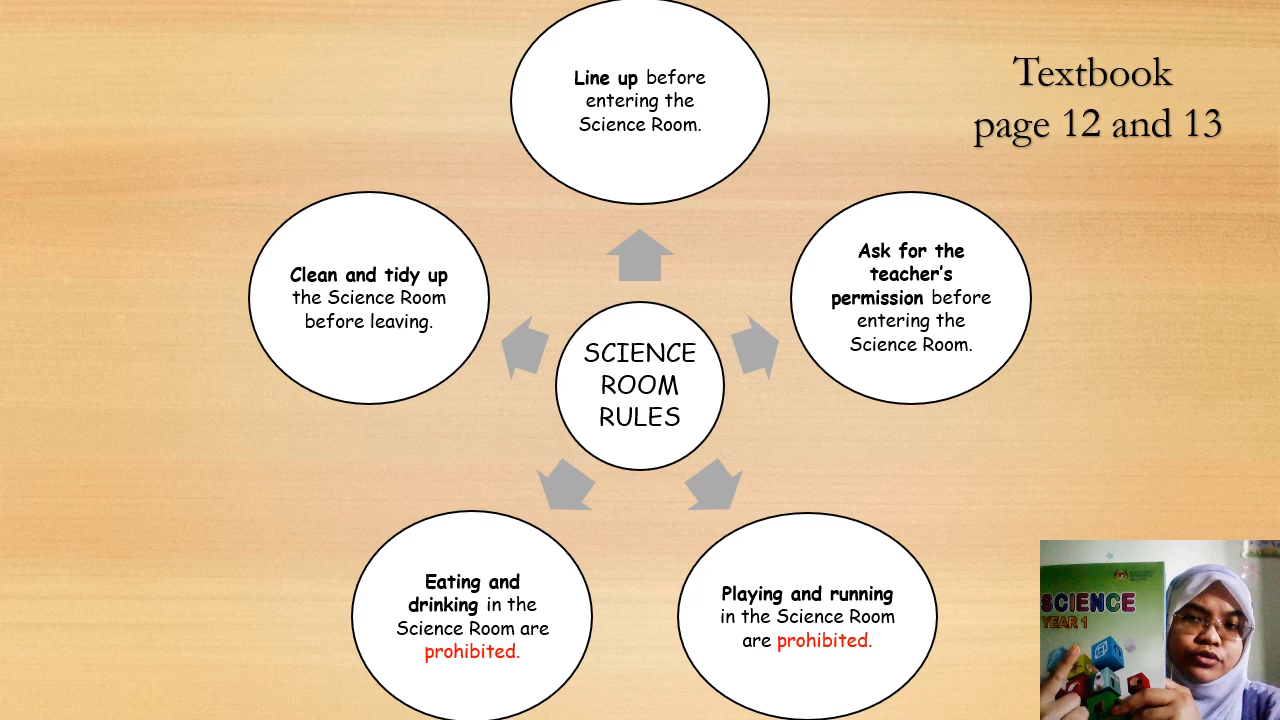 Line up before
entering the
Science Room.
Textbook
page 12 and 13
Ask for the
teacher's
permission before
entering the
Science Room.
Clean and tidy up
the Science Room
before leaving.
SCIENCE
ROOM
RULES
Playing and running
in the Science Room
are prohibited.
Eating and
drinking in the
Science Room are
prohibited.
SCIENCE
YEAR 1